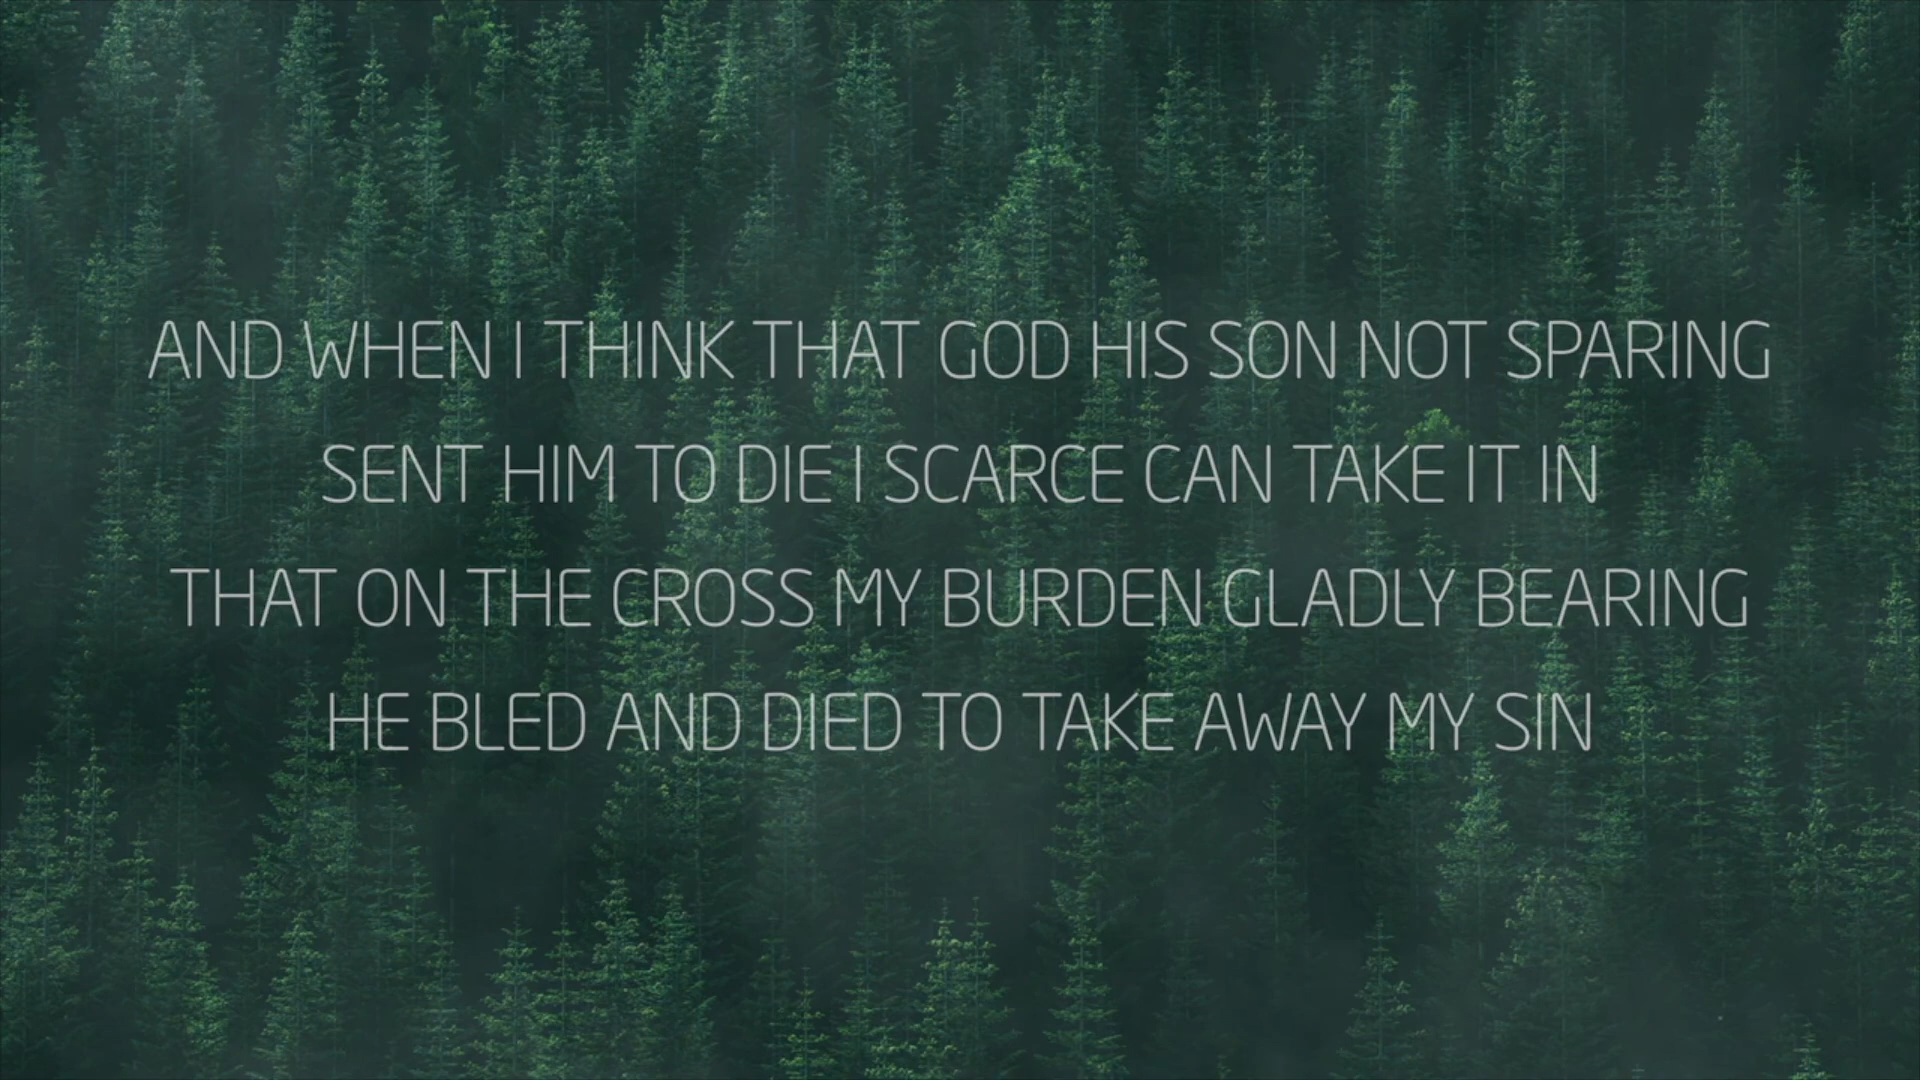 AND WHEN I THINK THAT GOD HIS SON NOT SPARING
SENT HIM TO DIE I SCARCE CAN TAKE IT IN
THAT ON THE CROSS MY BURDEN GLADLY BEARING
HE BLED AND DIED TO TAKE AWAY MY SIN